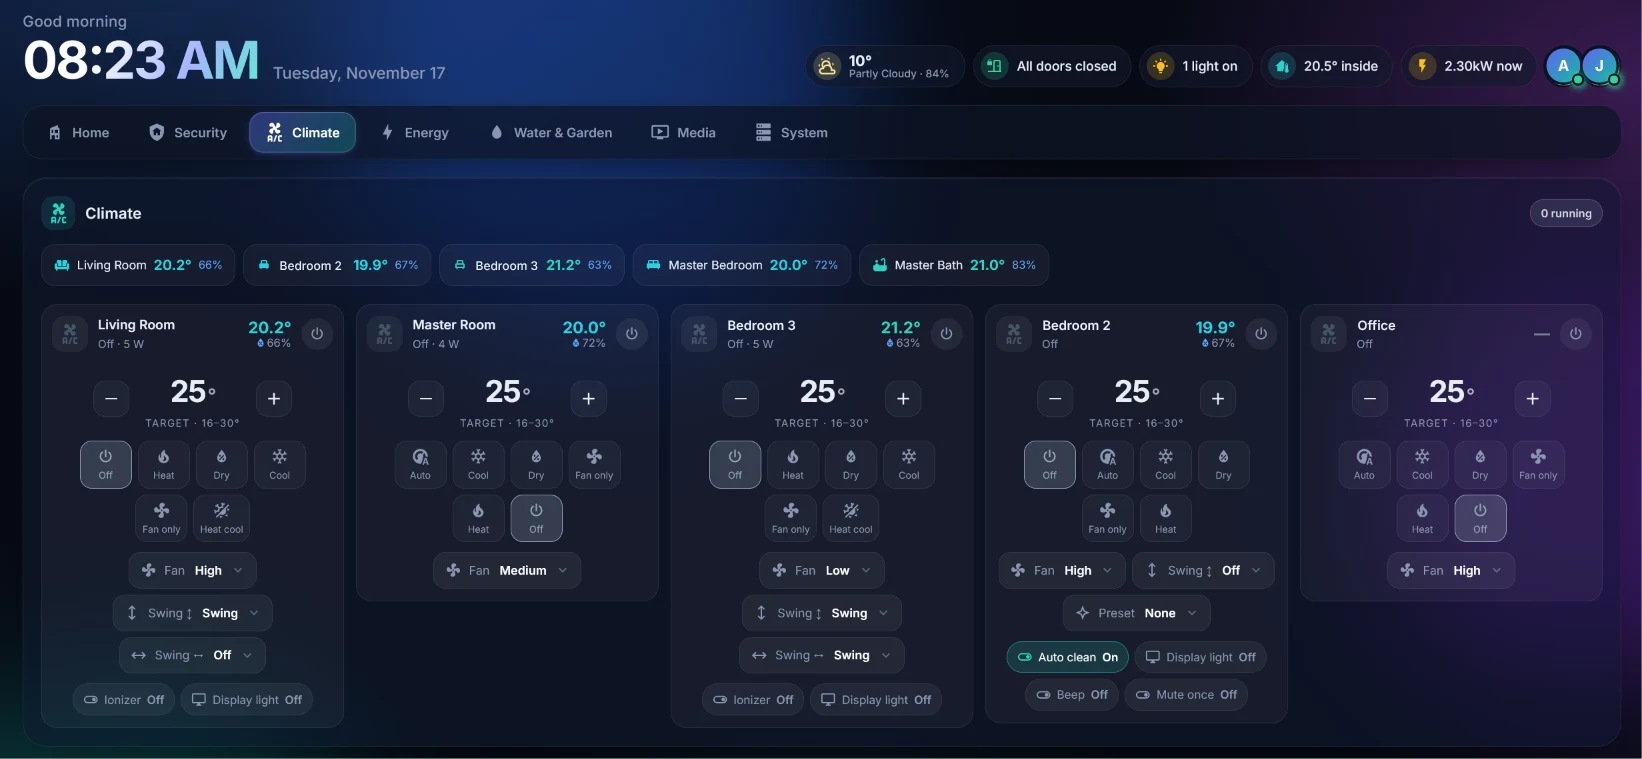 Good morning
08:23 AM Tuesday, November 17
10°
Partly Cloudy · 84%
All doors closed
1 light on
20.5° inside
2.30kW now
A
J
Home
Security
A/C Climate
Energy
Water & Garden
Media
System
A/C Climate
0 running
Living Room 20.2° 66%
Bedroom 2 19.9° 67%
Bedroom 3 21.2° 63%
Master Bedroom 20.0° 72%
Master Bath 21.0° 83%
A/C
Living Room 20.2°
Off · 5 W 66%
− 25° +
TARGET · 16–30°
Off Heat Dry Cool
Fan only Heat cool
Fan High
Swing ↕ Swing
Swing ↔ Off
Ionizer Off Display light Off
A/C
Master Room 20.0°
Off · 4 W 72%
− 25° +
TARGET · 16–30°
Auto Cool Dry Fan only
Heat Off
Fan Medium
A/C
Bedroom 3 21.2°
Off · 5 W 63%
− 25° +
TARGET · 16–30°
Off Heat Dry Cool
Fan only Heat cool
Fan Low
Swing ↕ Swing
Swing ↔ Swing
Ionizer Off Display light Off
A/C
Bedroom 2 19.9°
Off 67%
− 25° +
TARGET · 16–30°
Off Auto Cool Dry
Fan only Heat
Fan High Swing ↕ Off
Preset None
Auto clean On Display light Off
Beep Off Mute once Off
A/C
Office —
Off
− 25° +
TARGET · 16–30°
Auto Cool Dry Fan only
Heat Off
Fan High